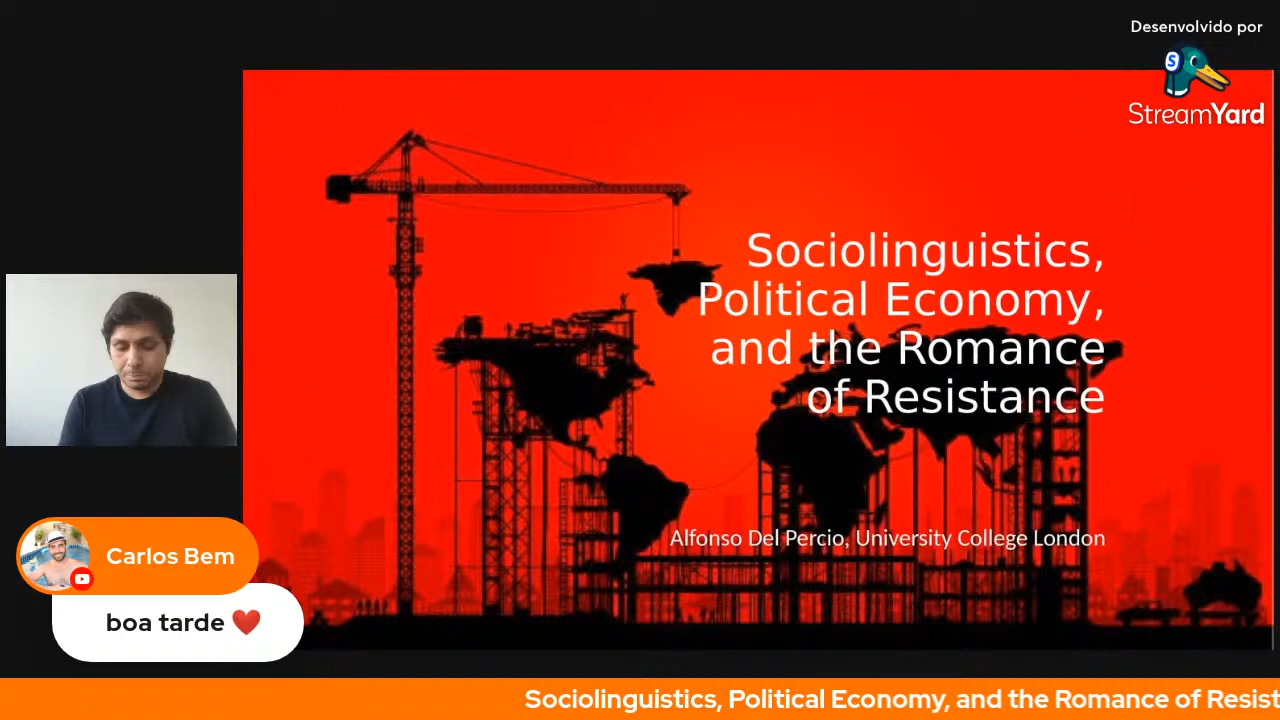 Desenvolvido por
StreamYard
Sociolinguistics,
Political Economy,
and the Romance
of Resistance
Alfonso Del Percio, University College London
Carlos Bem
boa tarde ❤️
Sociolinguistics, Political Economy, and the Romance of Resist